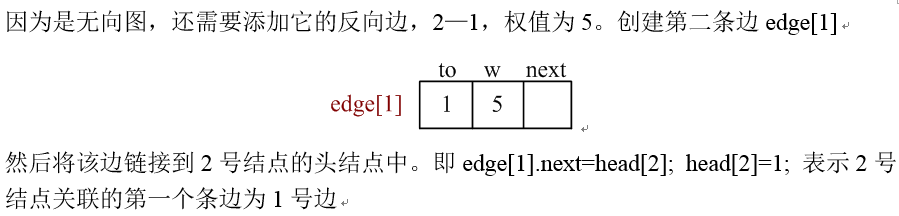 因为是无向图，还需要添加它的反向边，2—1，权值为 5。创建第二条边 edge[1]
to w next
edge[1] 1 5
然后将该边链接到 2 号结点的头结点中。即 edge[1].next=head[2]; head[2]=1; 表示 2 号
结点关联的第一个条边为 1 号边